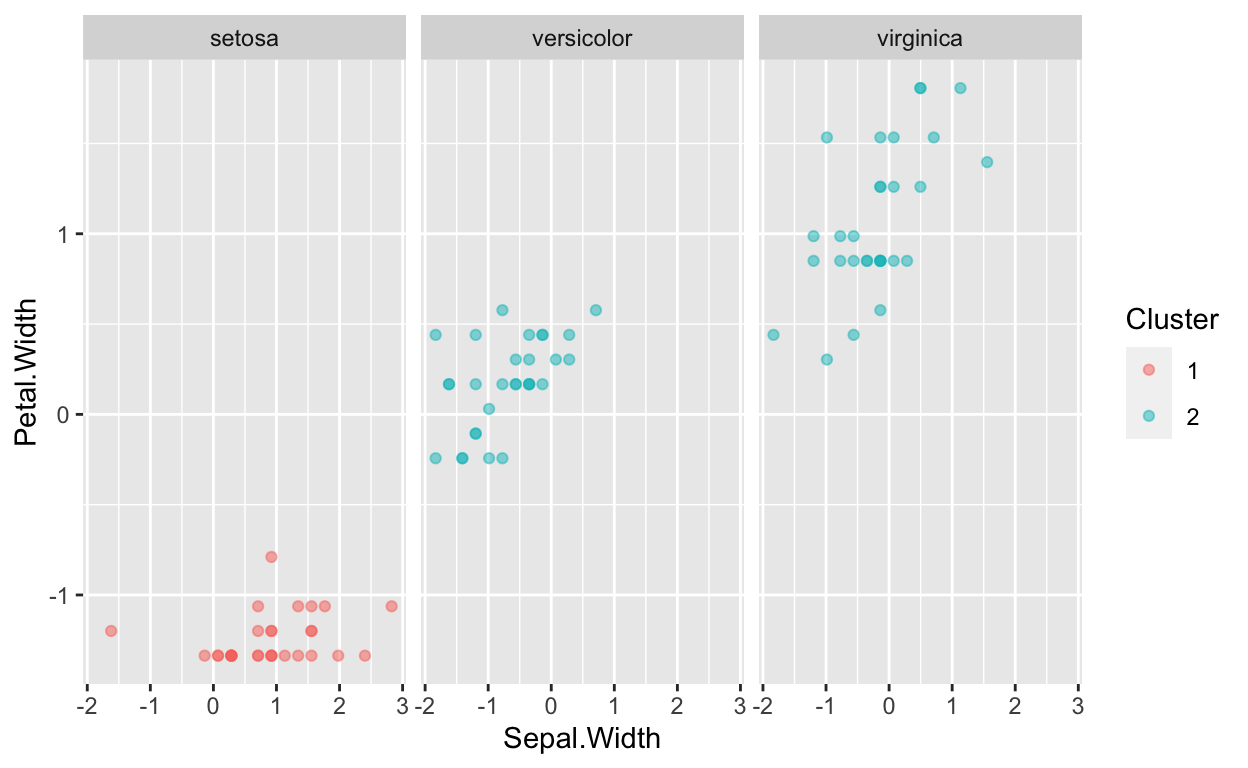 setosa versicolor virginica
1
0
-1
Petal.Width
-2 -1 0 1 2 3 -2 -1 0 1 2 3 -2 -1 0 1 2 3
Sepal.Width
Cluster
1
2